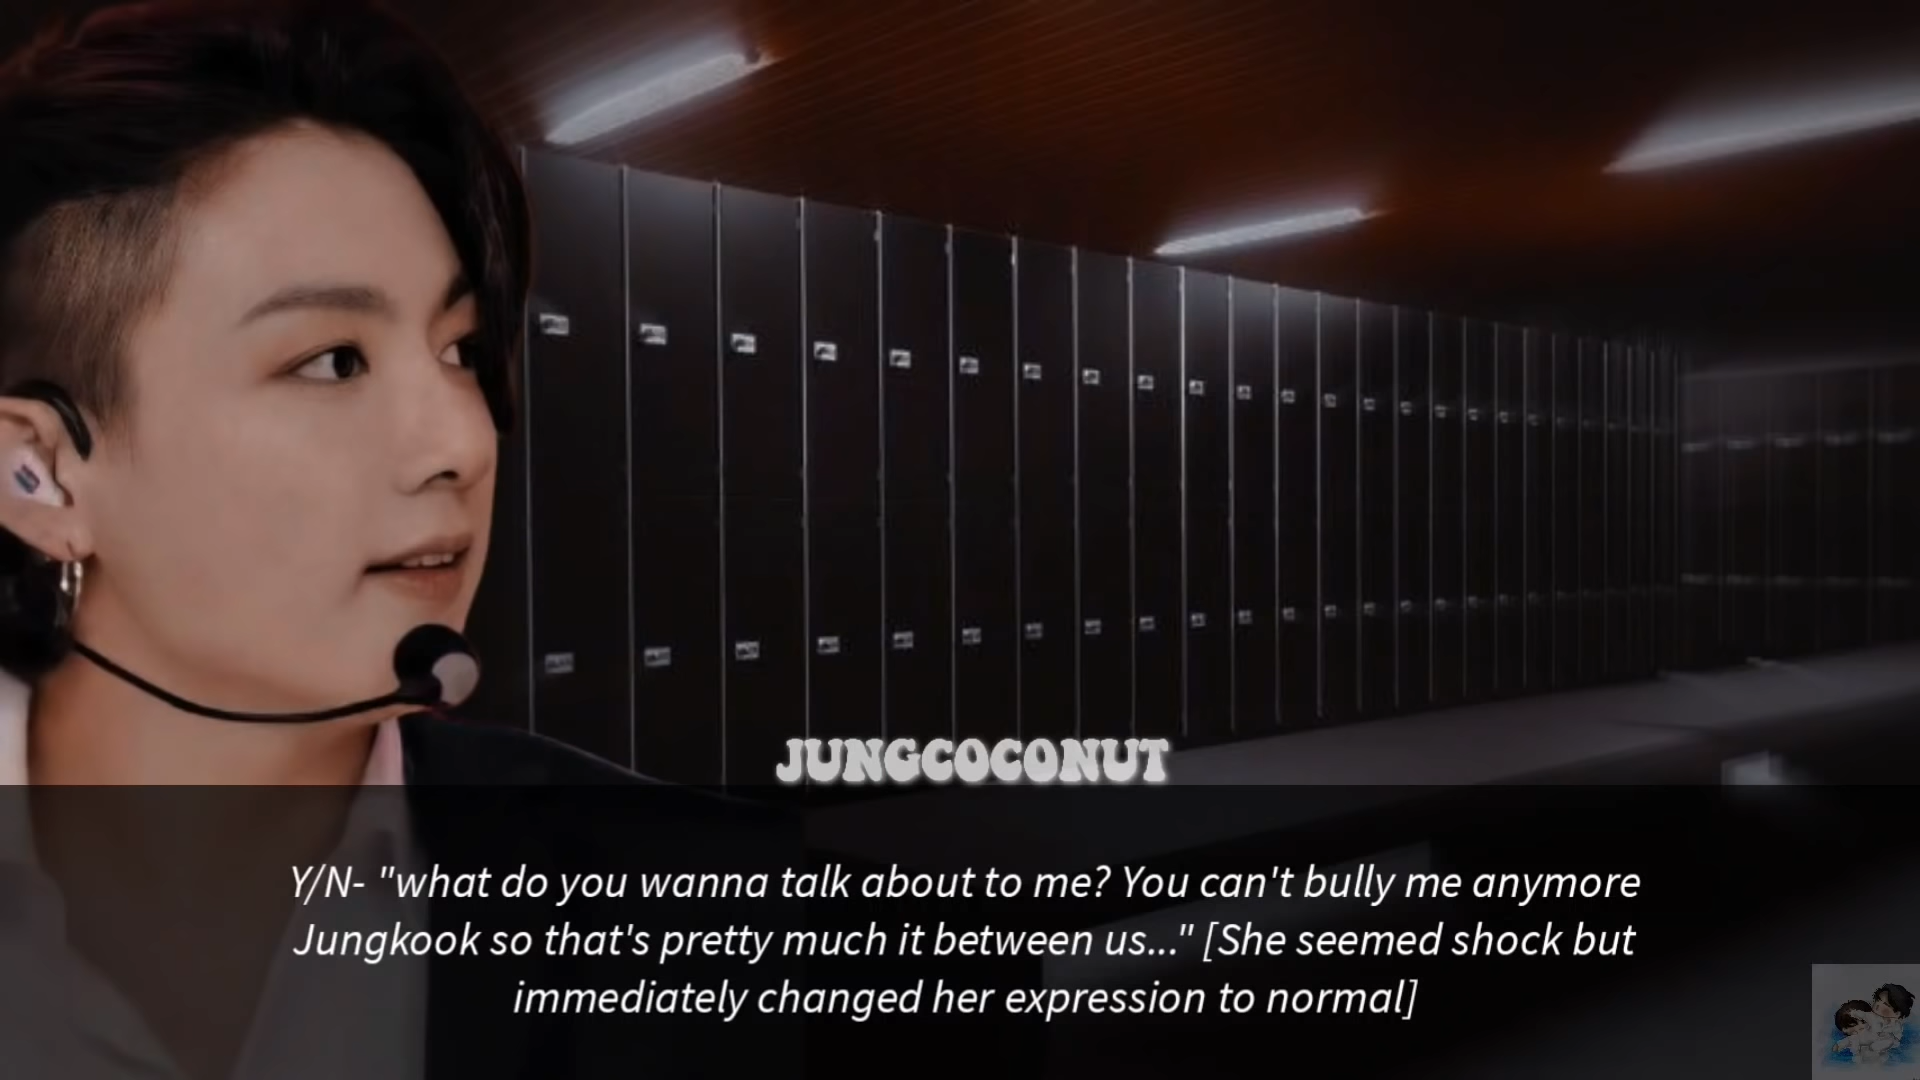 JUNGCOCONUT
Y/N- "what do you wanna talk about to me? You can't bully me anymore
Jungkook so that's pretty much it between us..." [She seemed shock but
immediately changed her expression to normal]